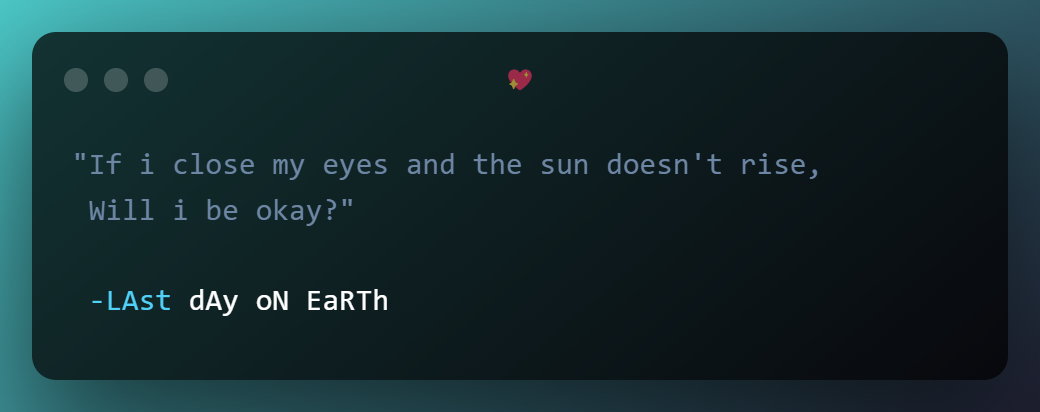 "If i close my eyes and the sun doesn't rise,
Will i be okay?"
-LAst dAy oN EaRTh